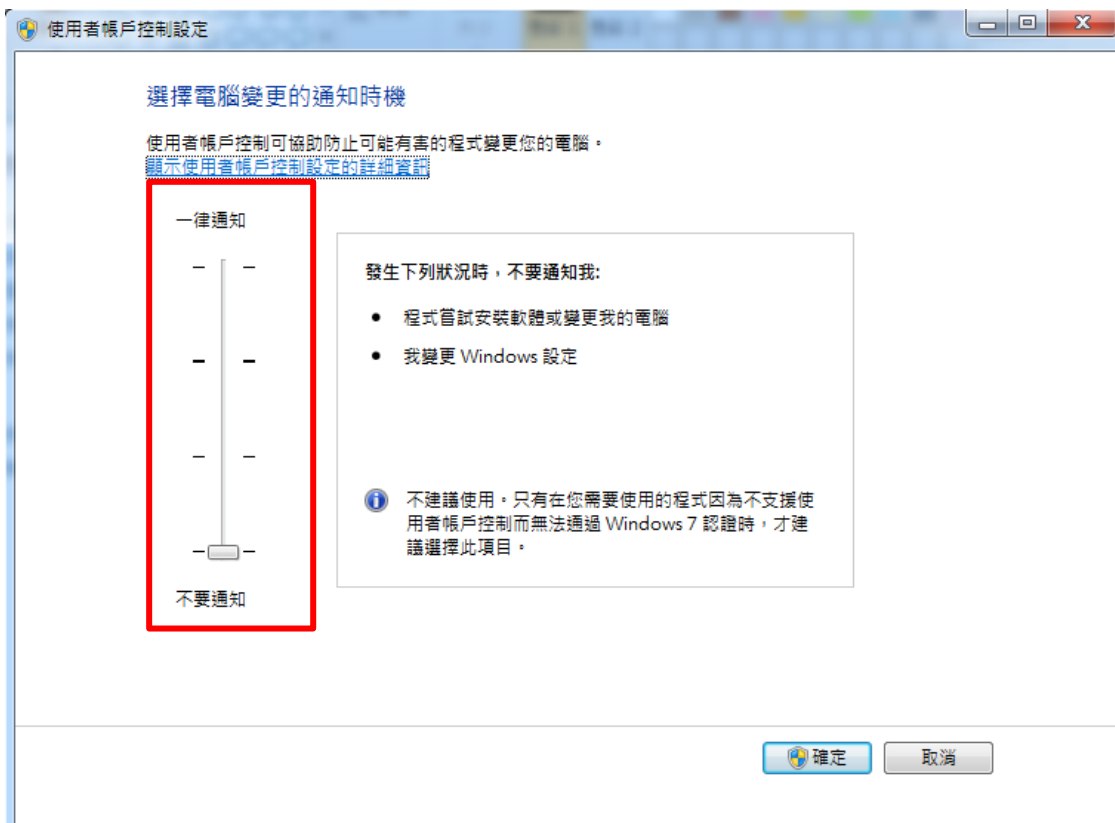 使用者帳戶控制設定
選擇電腦變更的通知時機
使用者帳戶控制可協助防止可能有害的程式變更您的電腦。
顯示使用者帳戶控制設定的詳細資訊
一律通知
發生下列狀況時，不要通知我:
程式嘗試安裝軟體或變更我的電腦
我變更 Windows 設定
不建議使用。只有在您需要使用的程式因為不支援使
用者帳戶控制而無法通過 Windows 7 認證時，才建
議選擇此項目。
不要通知
確定
取消